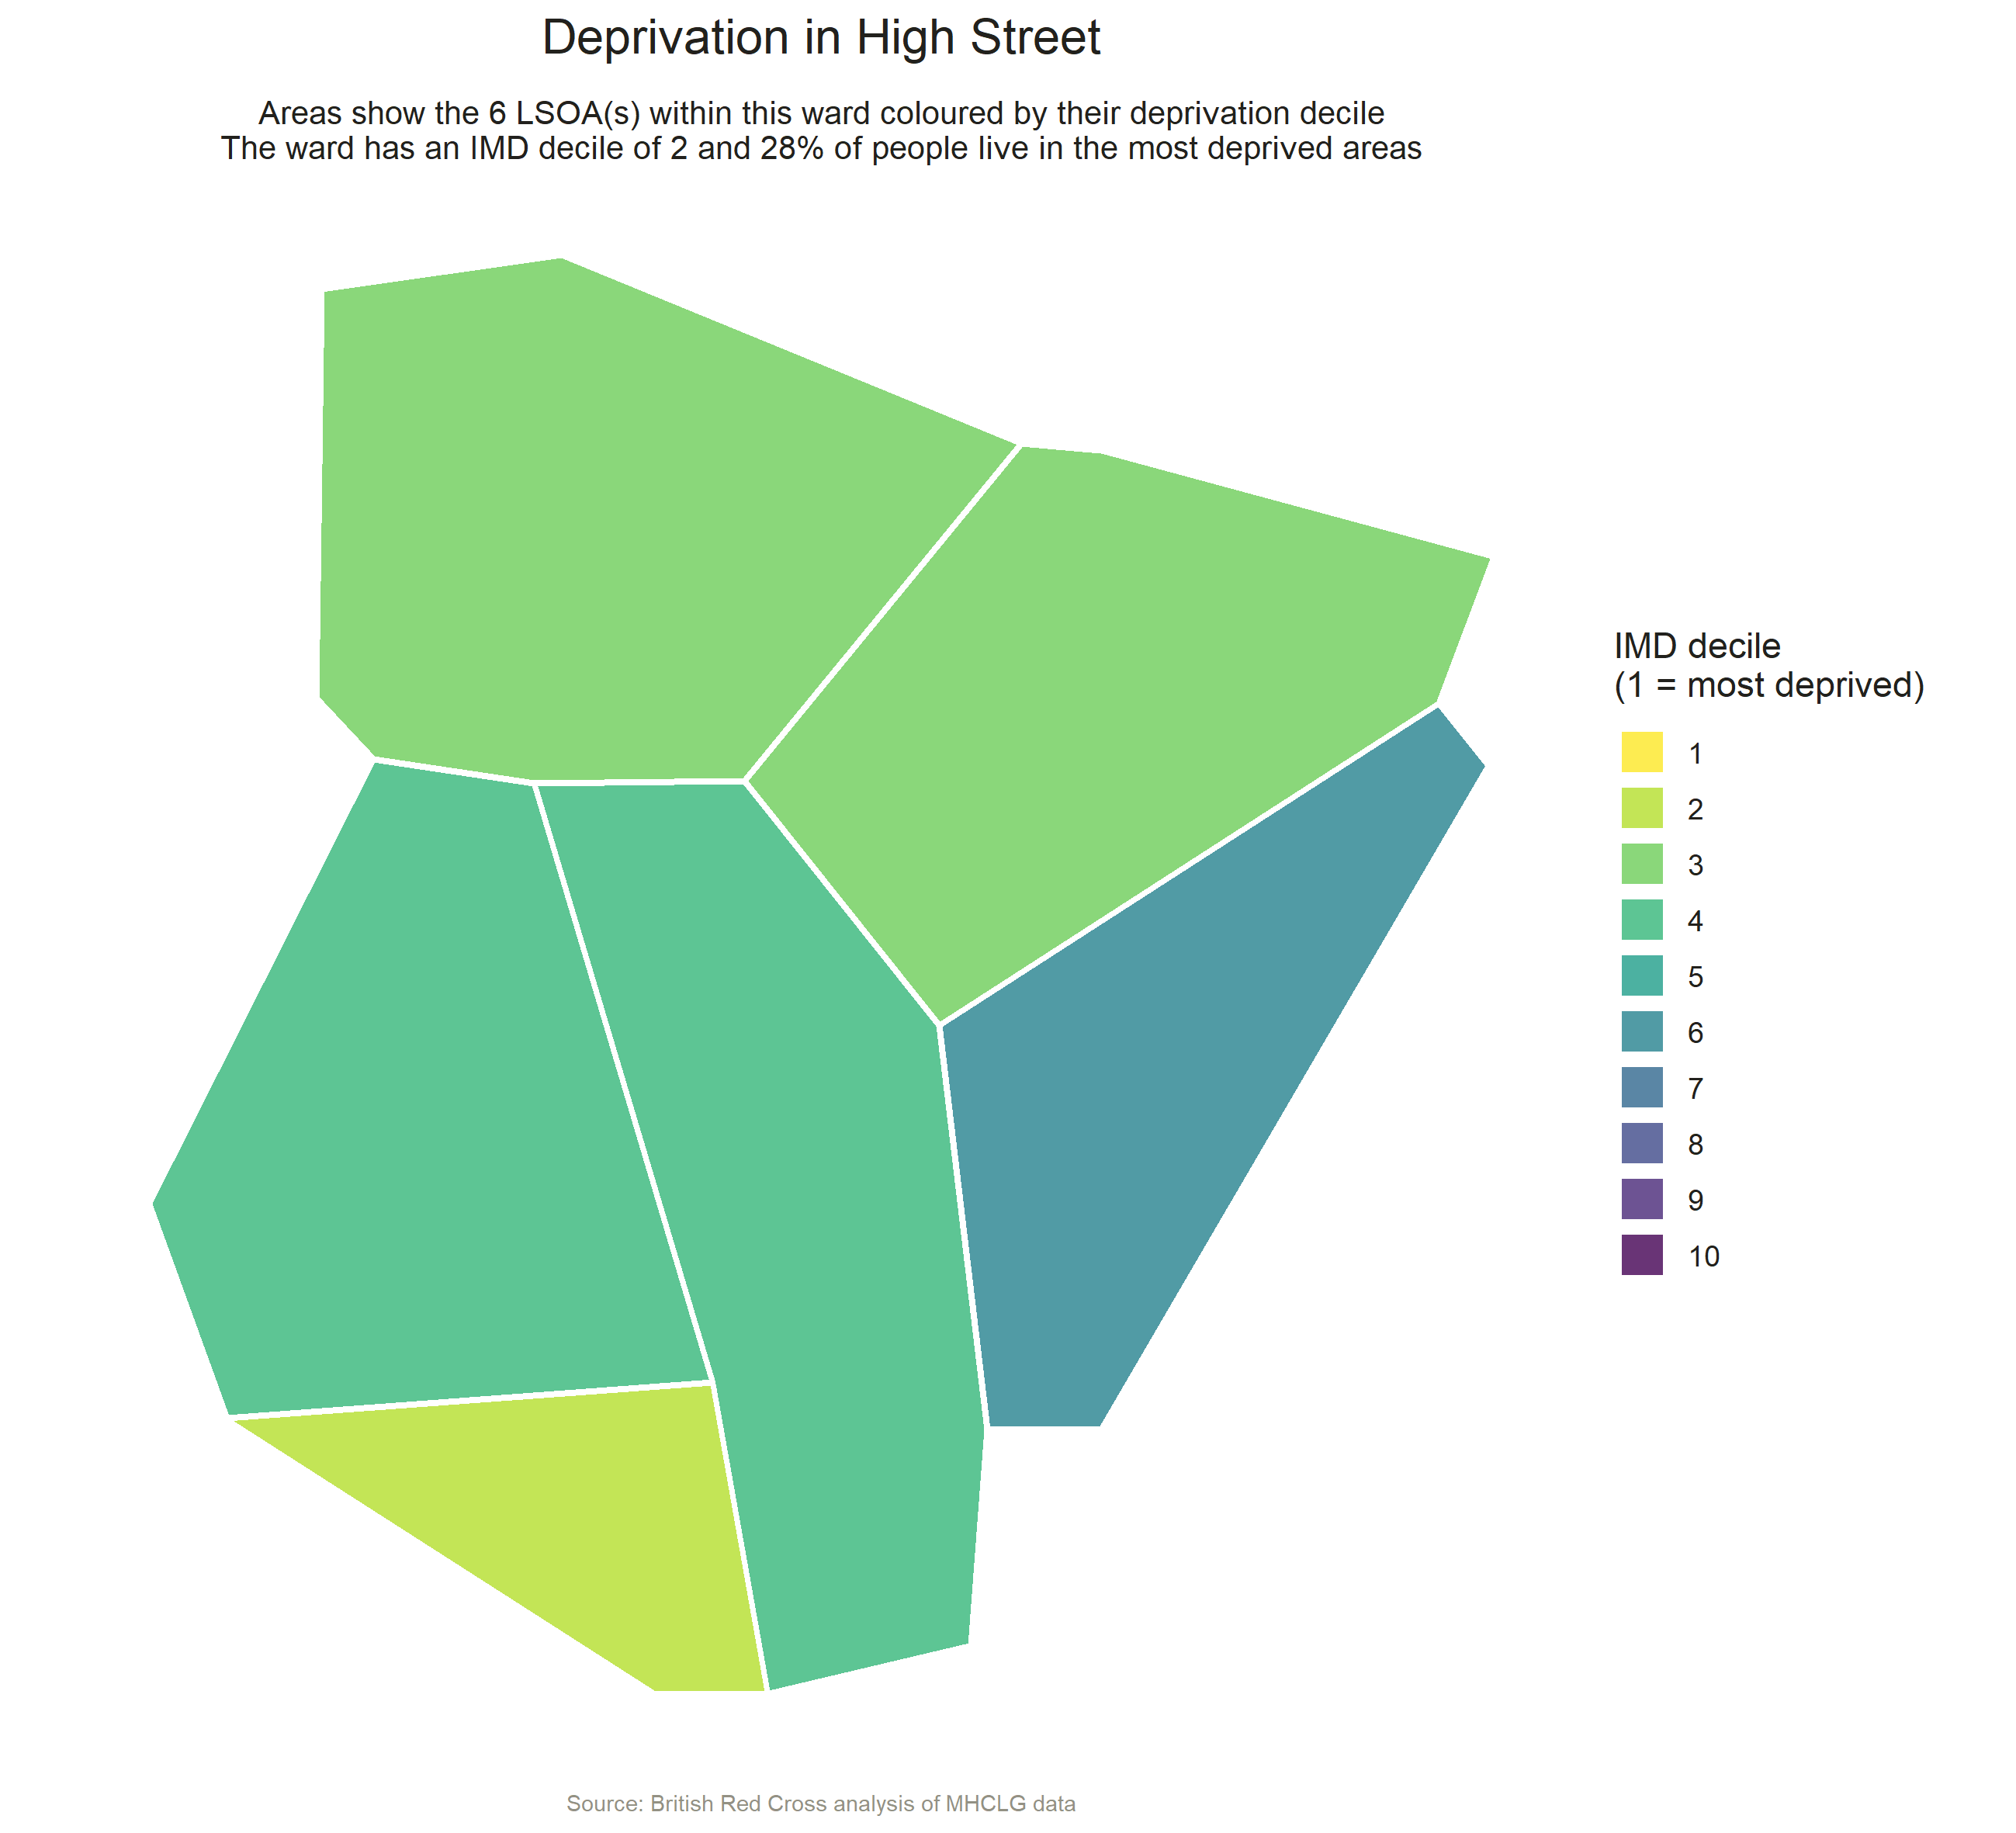 Deprivation in High Street
Areas show the 6 LSOA(s) within this ward coloured by their deprivation decile
The ward has an IMD decile of 2 and 28% of people live in the most deprived areas
IMD decile
(1 = most deprived)
1
2
3
4
5
6
7
8
9
10
Source: British Red Cross analysis of MHCLG data